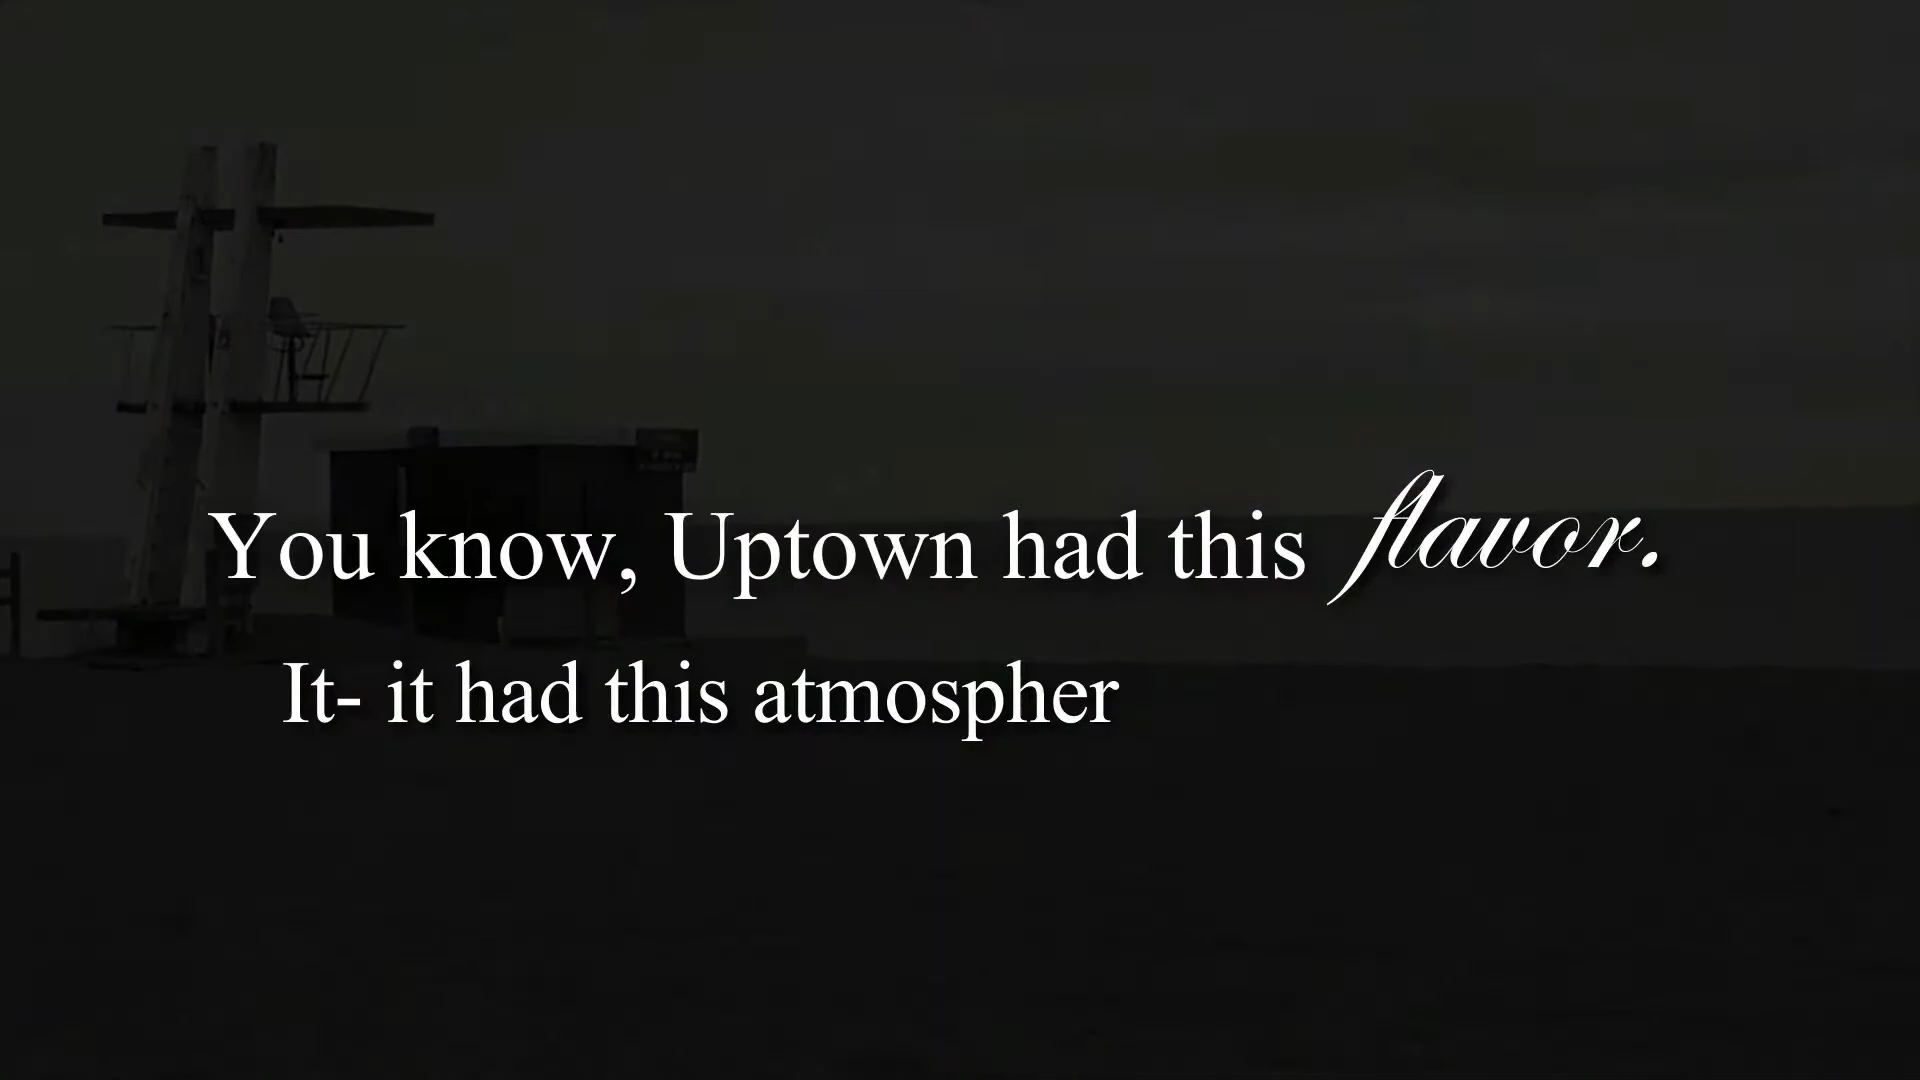 You know, Uptown had this flavor.
It- it had this atmospher